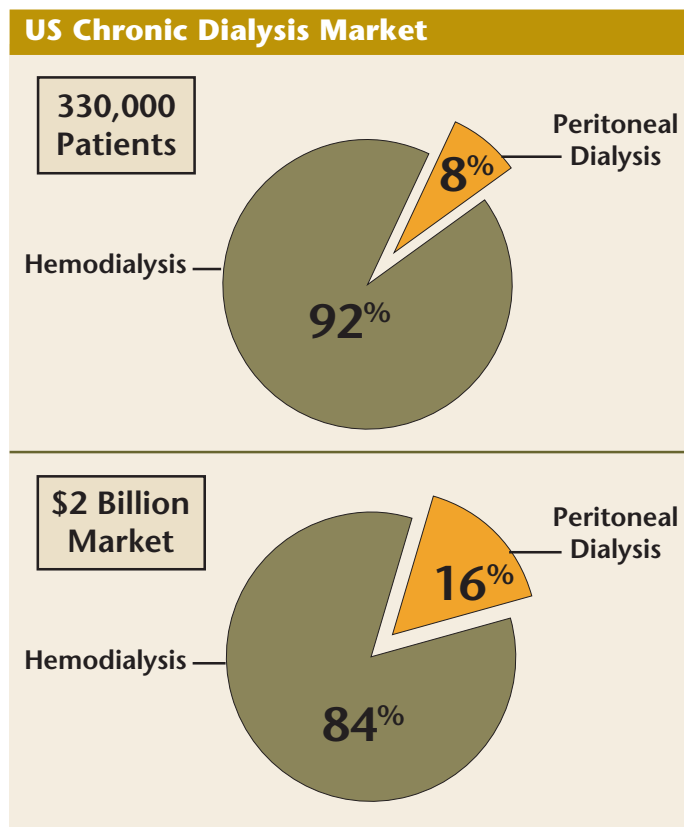 US Chronic Dialysis Market
330,000
Patients
Peritoneal
Dialysis
8%
Hemodialysis
92%
$2 Billion
Market
Peritoneal
Dialysis
16%
Hemodialysis
84%